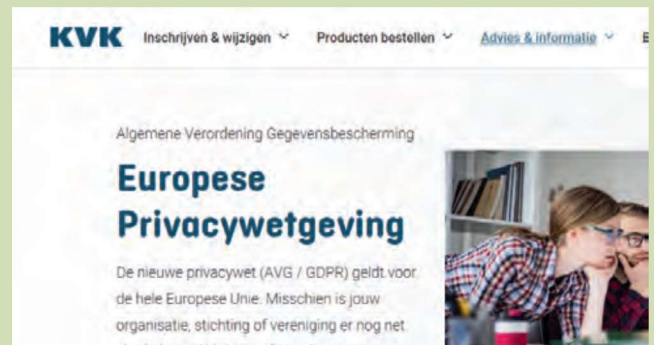 KVK Inschrijven & wijzigen Producten bestellen Advies & informatie
Algemene Verordening Gegevensbescherming
Europese
Privacywetgeving
De nieuwe privacywet (AVG / GDPR) geldt voor
de hele Europese Unie. Misschien is jouw
organisatie, stichting of vereniging er nog net